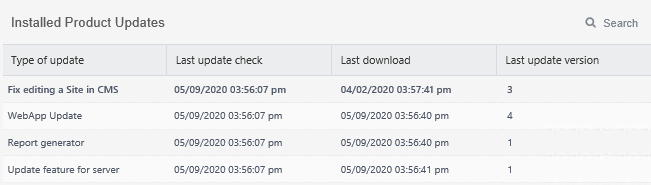 Installed Product Updates Search
Type of update Last update check Last download Last update version
Fix editing a Site in CMS 05/09/2020 03:56:07 pm 04/02/2020 03:57:41 pm 3
WebApp Update 05/09/2020 03:56:07 pm 05/09/2020 03:56:40 pm 4
Report generator 05/09/2020 03:56:07 pm 05/09/2020 03:56:40 pm 1
Update feature for server 05/09/2020 03:56:07 pm 05/09/2020 03:56:41 pm 1